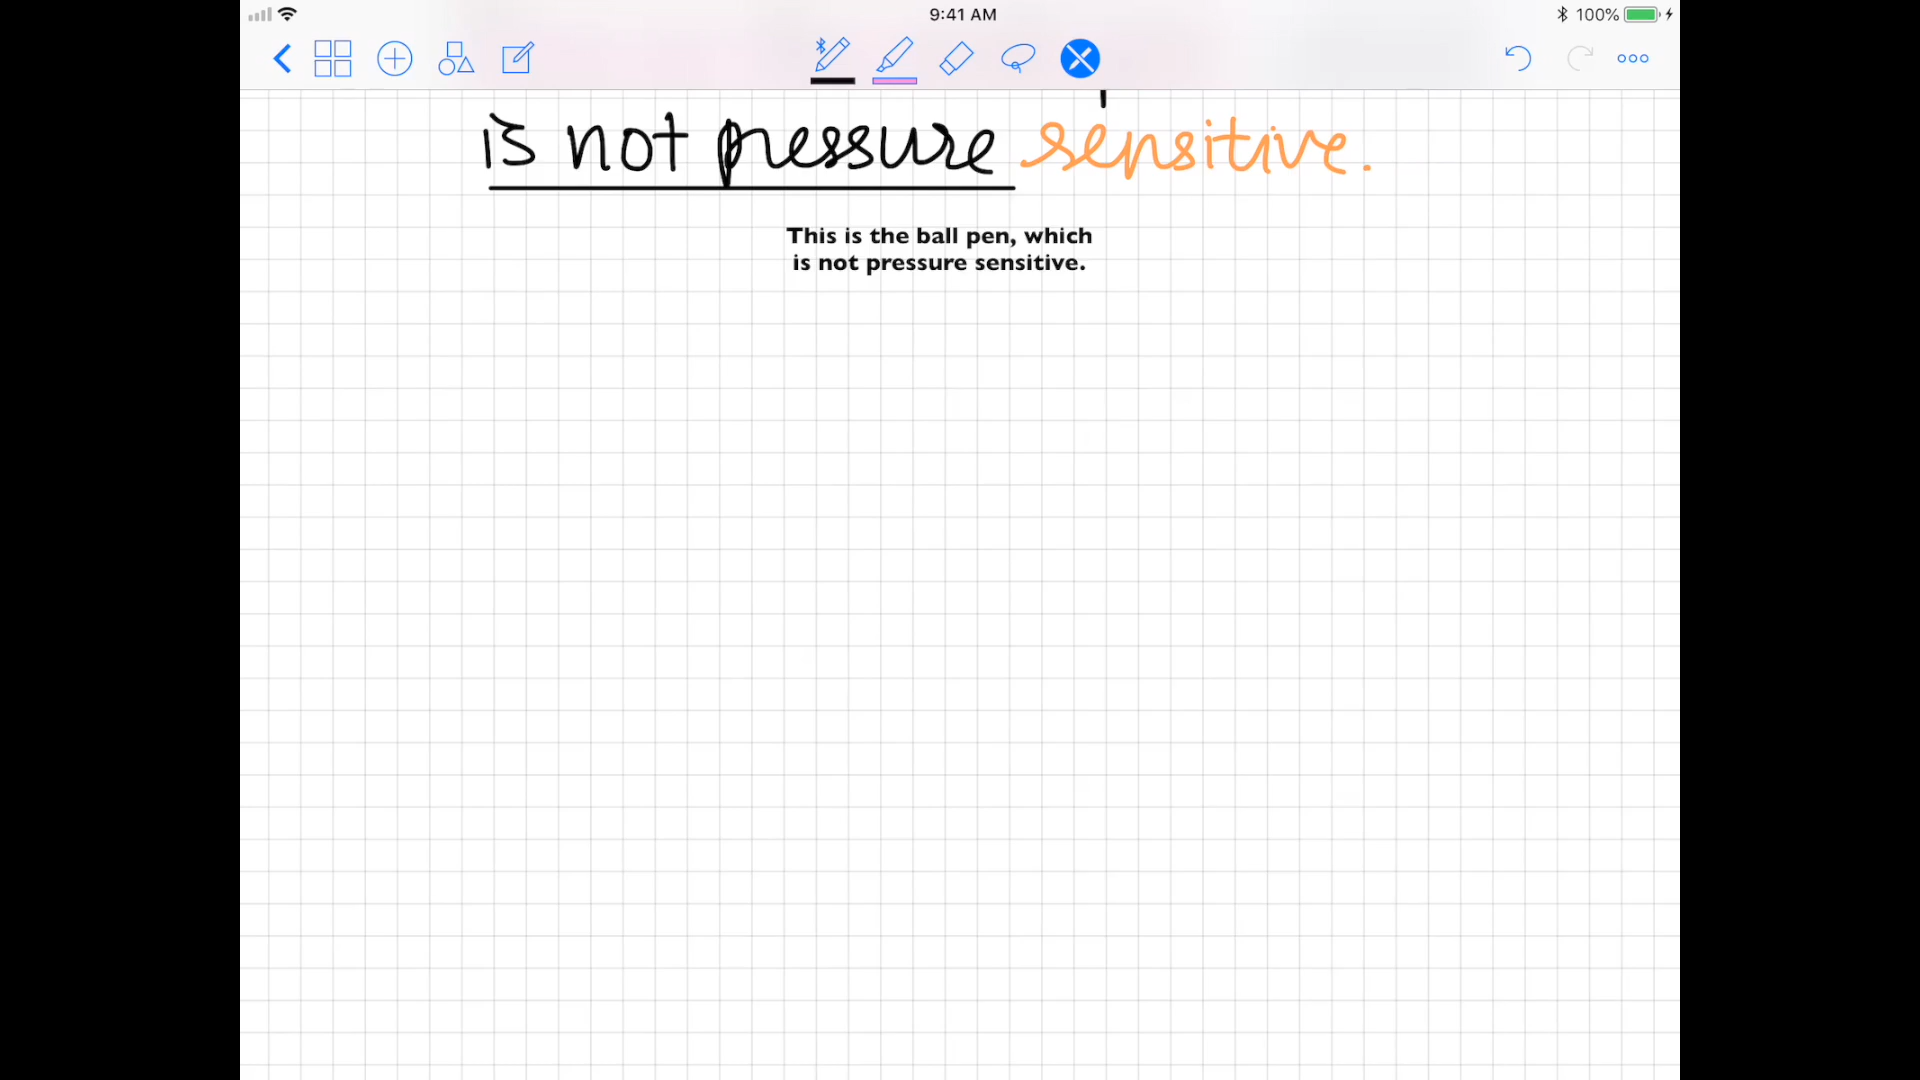 9:41 AM
100%
is not pressure sensitive.
This is the ball pen, which
is not pressure sensitive.